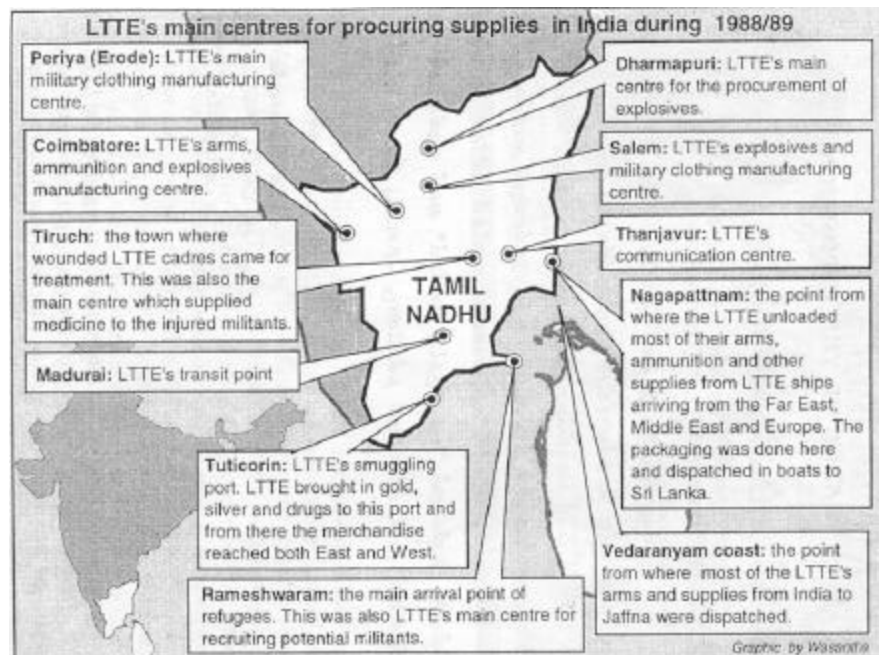 LTTE's main centres for procuring supplies in India during 1988/89
Periya (Erode): LTTE's main
military clothing manufacturing
centre.
Coimbatore: LTTE's arms,
ammunition and explosives
manufacturing centre.
Tiruch: the town where
wounded LTTE cadres came for
treatment. This was also the
main centre which supplied
medicine to the injured militants.
Madurai: LTTE's transit point
Dharmapuri: LTTE's main
centre for the procurement of
explosives.
Salem: LTTE's explosives and
military clothing manufacturing
centre.
Thanjavur: LTTE's
communication centre.
TAMIL
NADHU
Nagapattnam: the point from
where the LTTE unloaded
most of their arms,
ammunition and other
supplies from LTTE ships
arriving from the Far East,
Middle East and Europe. The
packaging was done here
and dispatched in boats to
Sri Lanka.
Tuticorin: LTTE's smuggling
port. LTTE brought in gold,
silver and drugs to this port and
from there the merchandise
reached both East and West.
Vedaranyam coast: the point
from where most of the LTTE's
arms and supplies from India to
Jaffna were dispatched.
Rameshwaram: the main arrival point of
refugees. This was also LTTE's main centre for
recruiting potential militants.
Graphic by Wasantha